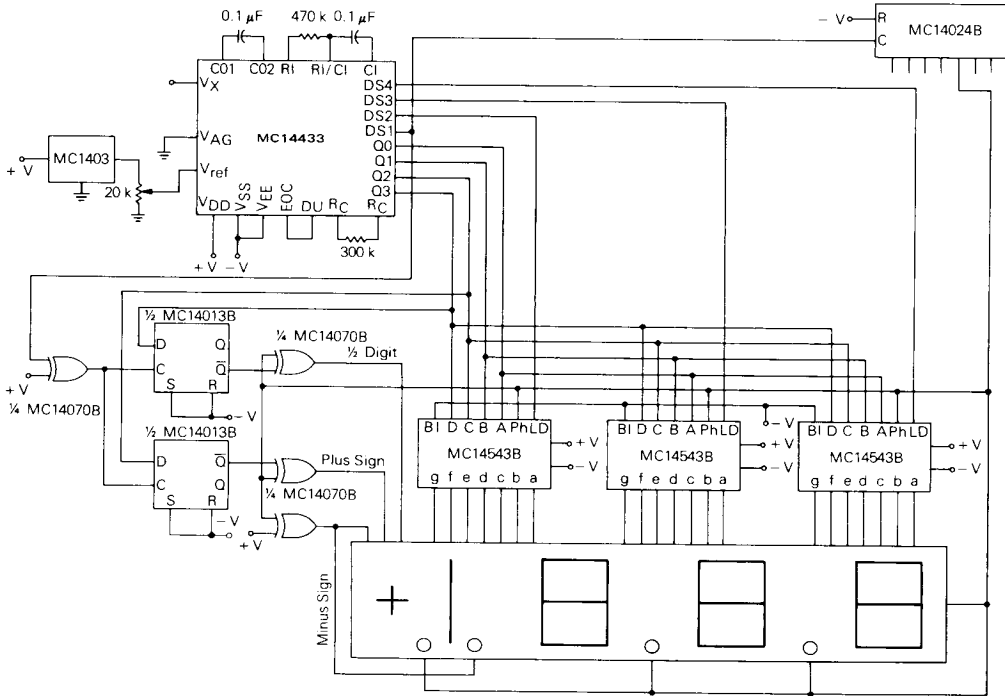 0.1 µF 470 k 0.1 µF
CO1 CO2 RI RI/CI CI
VX
VAG
Vref
VDD
VSS
VEE
EOC
DU
RC
RC
MC14433
DS4
DS3
DS2
DS1
Q0
Q1
Q2
Q3
300 k
+V -V
MC1403
+V
20 k
-V
R
C
MC14024B
½ MC14013B
D Q
C Q̅
S R
-V
+V
¼ MC14070B
¼ MC14070B
½ Digit
½ MC14013B
D Q̅
C Q
S R
-V
Plus Sign
¼ MC14070B
+V
Minus Sign
BI D C B A Ph LD
MC14543B
g f e d c b a
+V
-V
BI D C B A Ph LD
MC14543B
g f e d c b a
-V
+V
-V
BI D C B A Ph LD
MC14543B
g f e d c b a
+V
-V